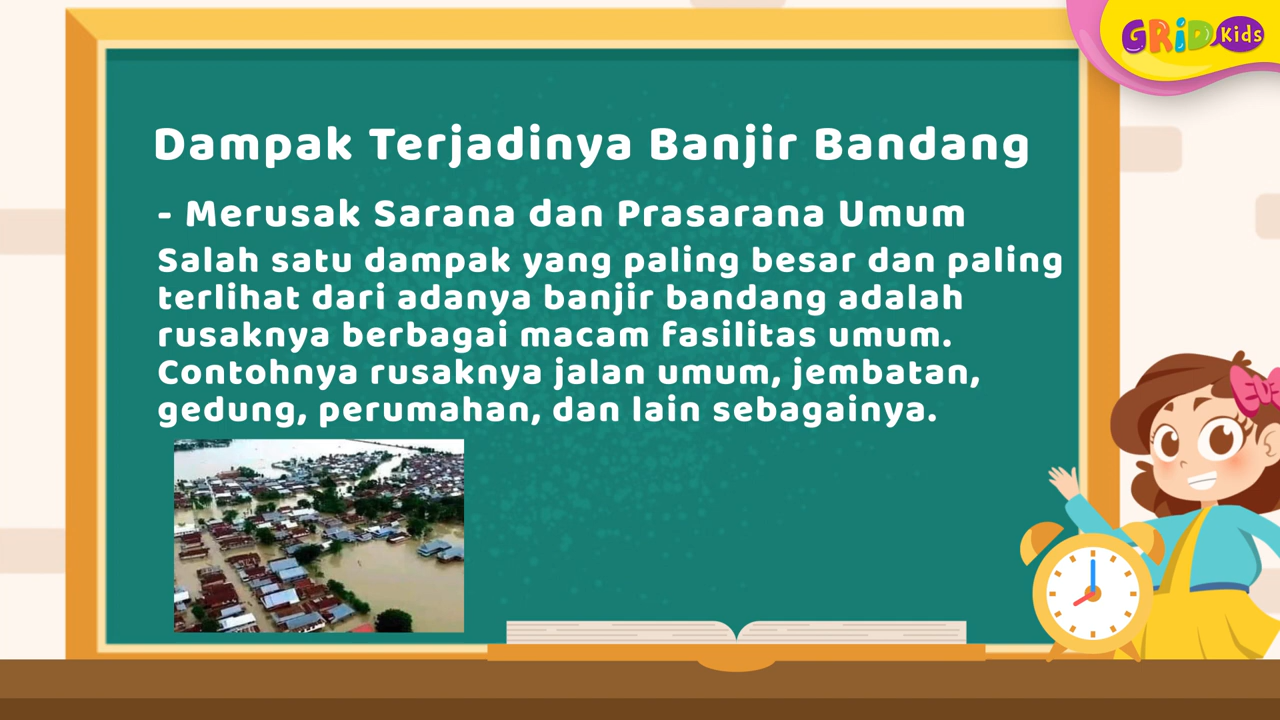 GRID Kids
Dampak Terjadinya Banjir Bandang
- Merusak Sarana dan Prasarana Umum
Salah satu dampak yang paling besar dan paling
terlihat dari adanya banjir bandang adalah
rusaknya berbagai macam fasilitas umum.
Contohnya rusaknya jalan umum, jembatan,
gedung, perumahan, dan lain sebagainya.